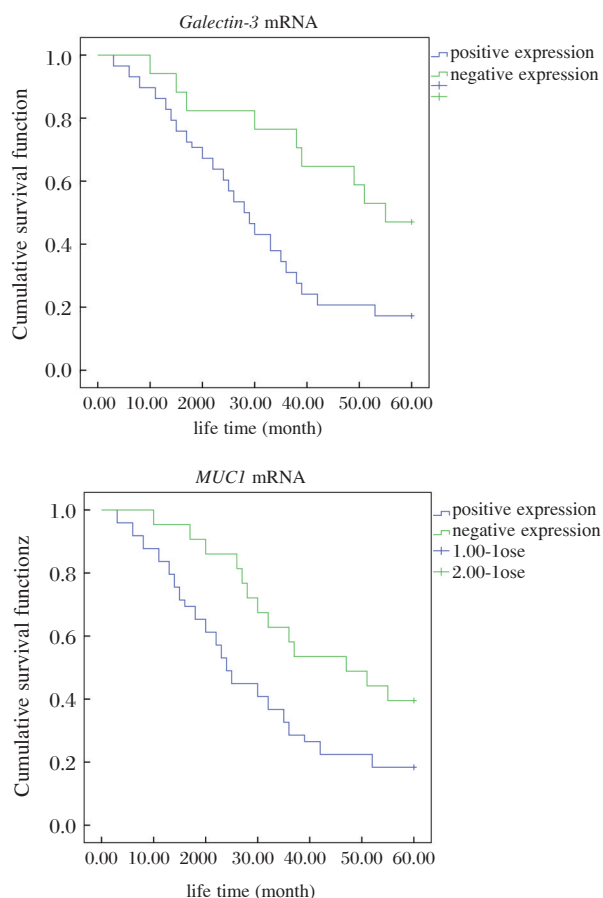 Galectin-3 mRNA
positive expression
negative expression
Cumulative survival function
1.0
0.8
0.6
0.4
0.2
0.0
0.00 10.00 2000 30.00 40.00 50.00 60.00
life time (month)
MUC1 mRNA
positive expression
negative expression
1.00-1ose
2.00-1ose
Cumulative survival functionz
1.0
0.8
0.6
0.4
0.2
0.0
0.00 10.00 2000 30.00 40.00 50.00 60.00
life time (month)